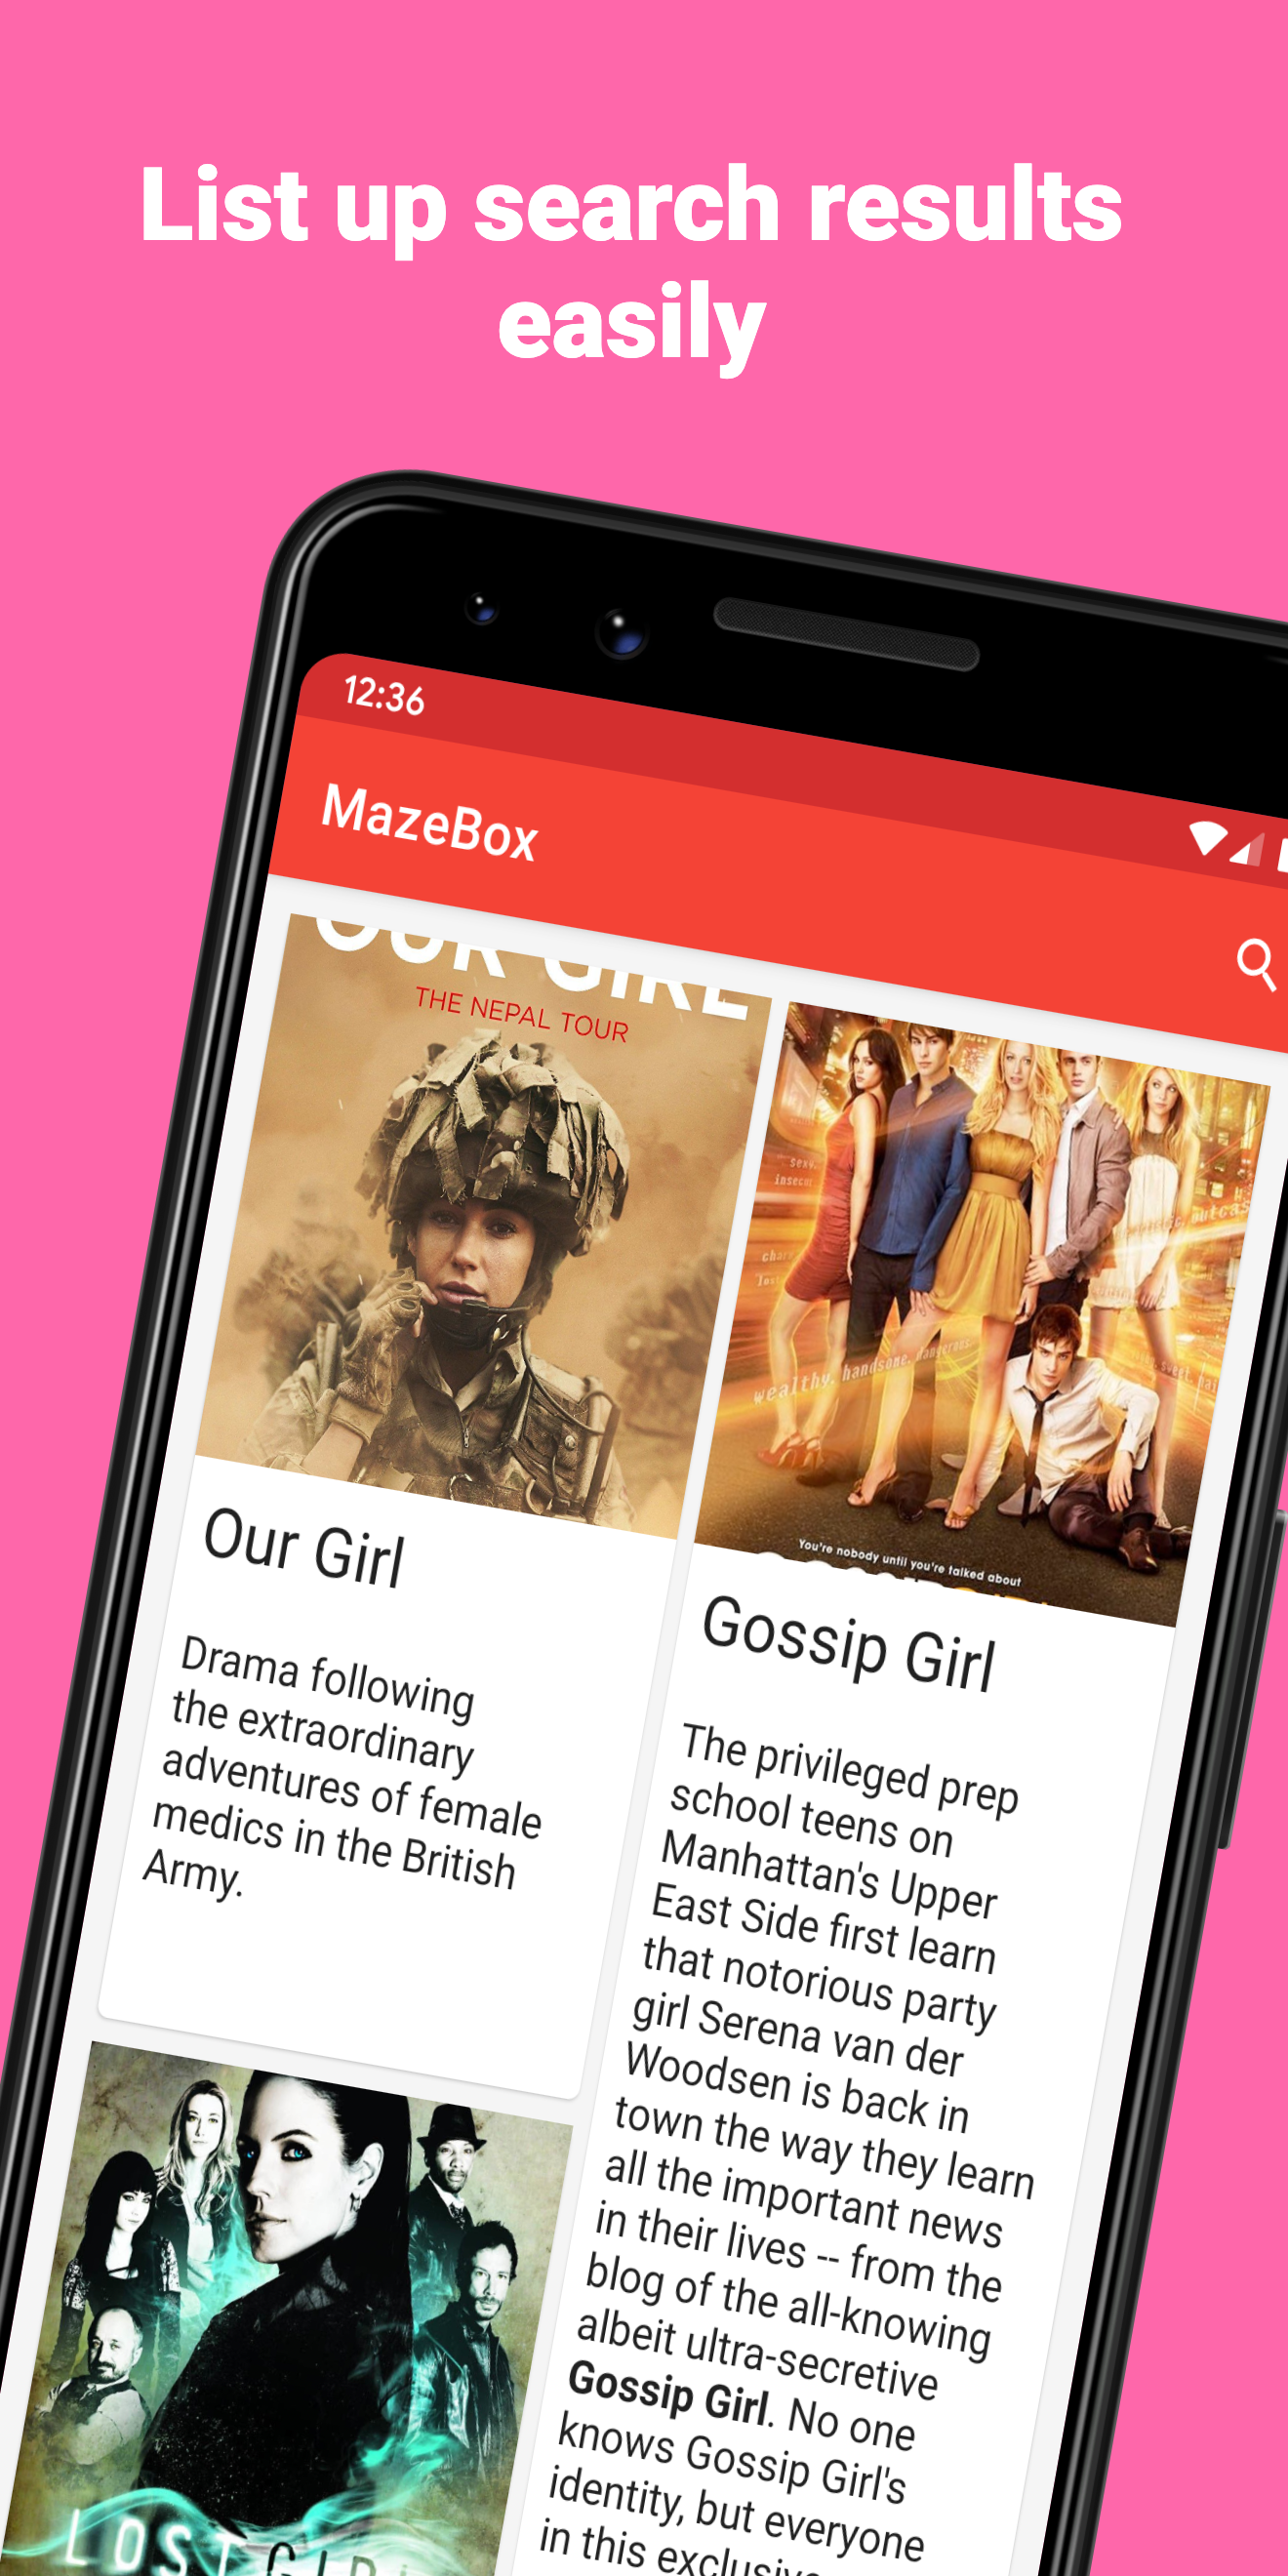 List up search results
easily
12:36
MazeBox
OUR GIRL
THE NEPAL TOUR
sexy.
insecur
outcas
wealthy. handsome. dangerous.
You're nobody until you're talked about
Our Girl
Drama following
the extraordinary
adventures of female
medics in the British
Army.
Gossip Girl
The privileged prep
school teens on
Manhattan's Upper
East Side first learn
that notorious party
girl Serena van der
Woodsen is back in
town the way they learn
all the important news
in their lives -- from the
blog of the all-knowing
albeit ultra-secretive
Gossip Girl. No one
knows Gossip Girl's
identity, but everyone
in this exclusive
LOST GIRL